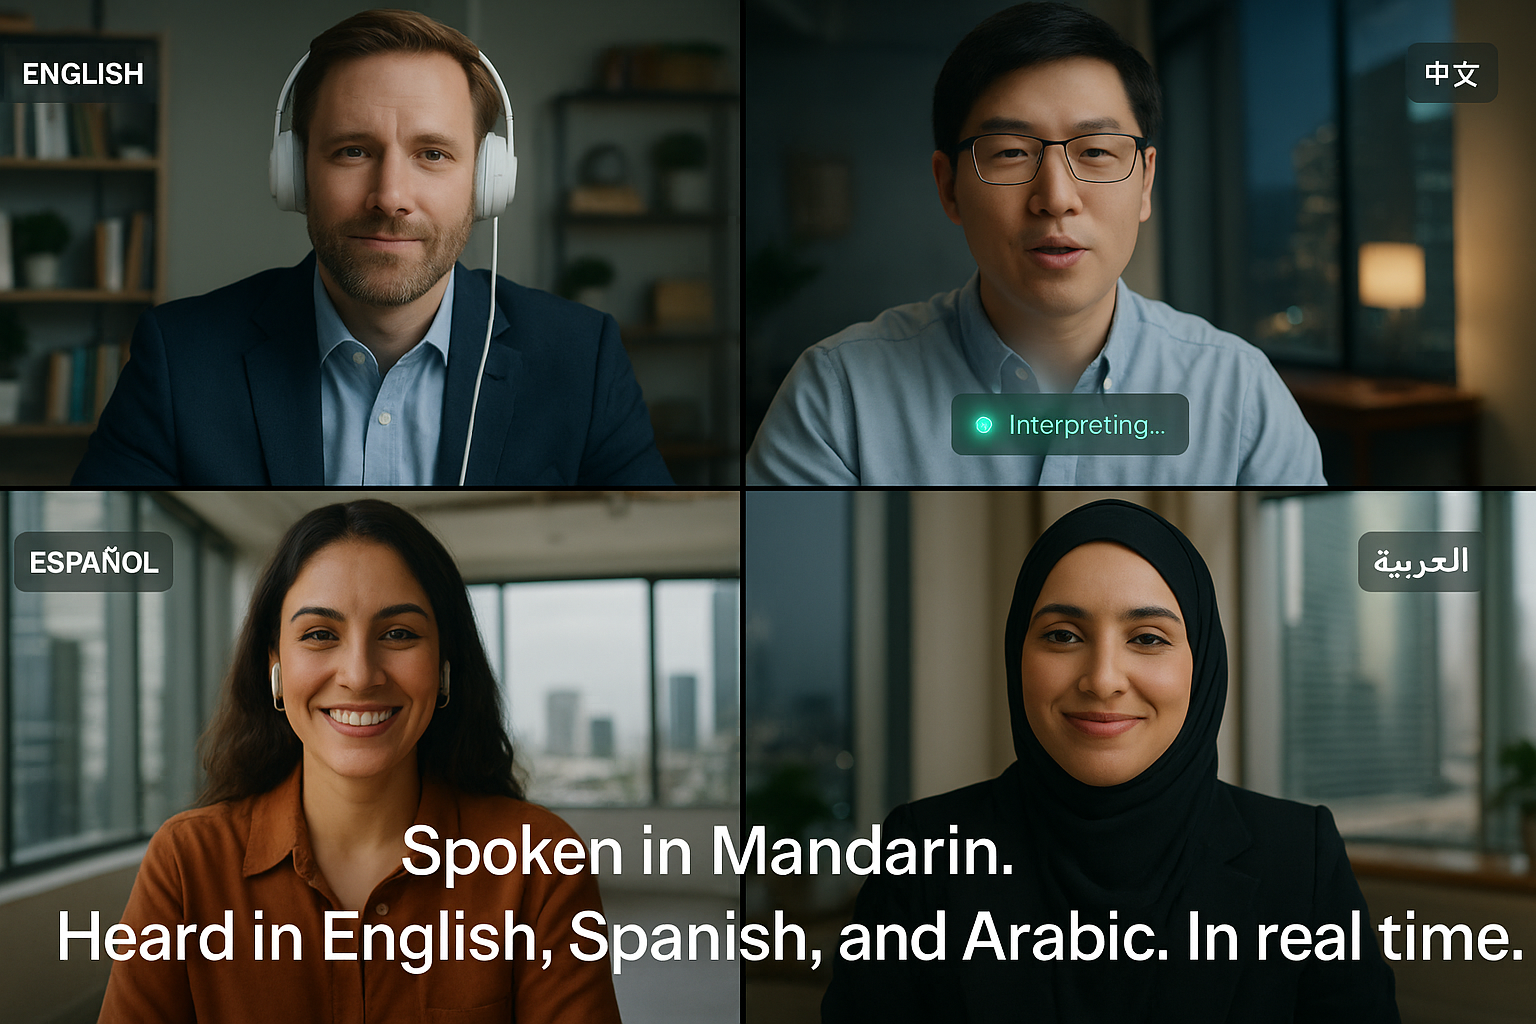 ENGLISH
中文
Interpreting...
ESPAÑOL
العربية
Spoken in Mandarin.
Heard in English, Spanish, and Arabic. In real time.